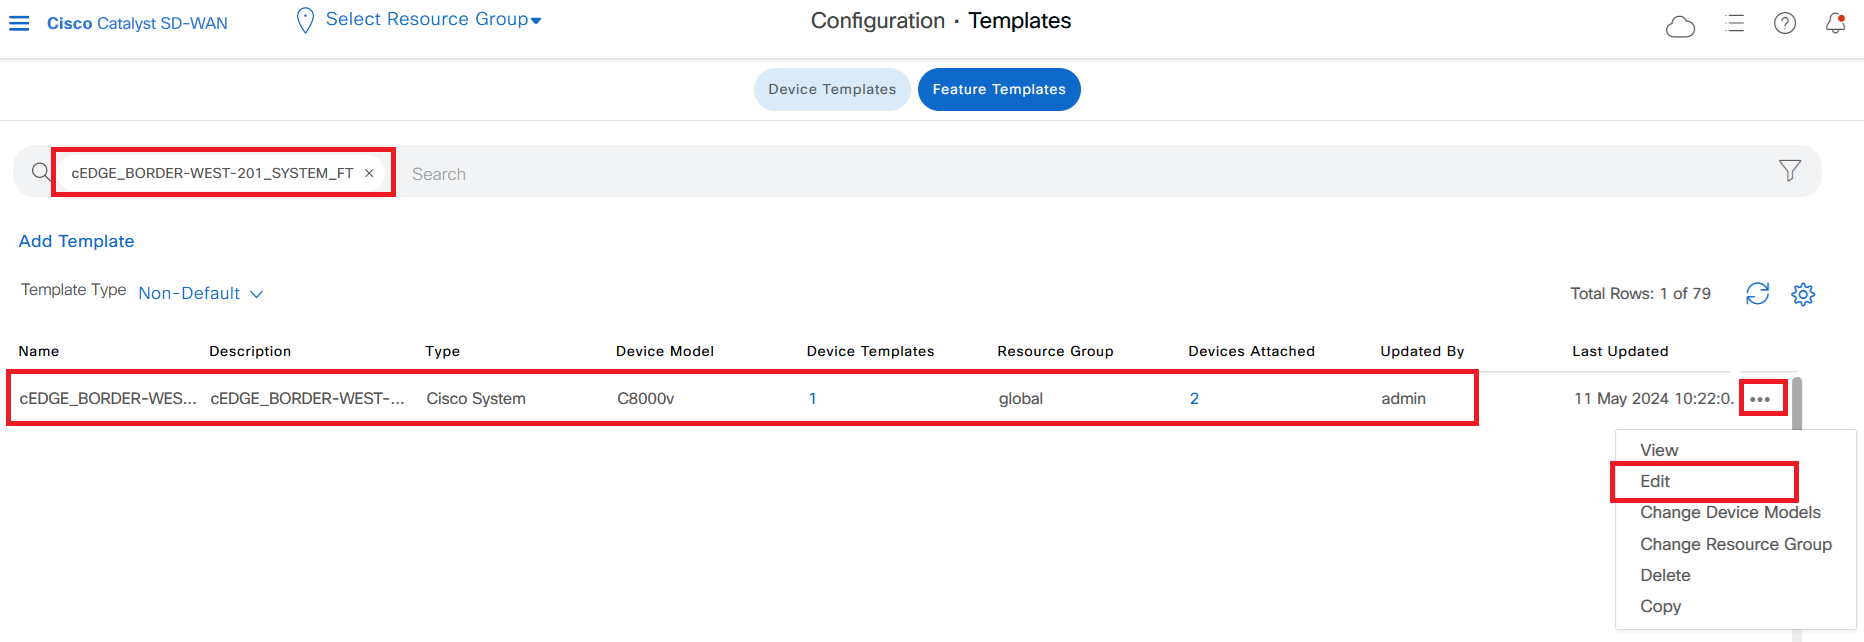 Cisco Catalyst SD-WAN
Select Resource Group
Configuration · Templates
Device Templates
Feature Templates
cEDGE_BORDER-WEST-201_SYSTEM_FT ×
Search
Add Template
Template Type Non-Default
Total Rows: 1 of 79
Name Description Type Device Model Device Templates Resource Group Devices Attached Updated By Last Updated
cEDGE_BORDER-WES... cEDGE_BORDER-WEST-... Cisco System C8000v 1 global 2 admin 11 May 2024 10:22:0. •••
View
Edit
Change Device Models
Change Resource Group
Delete
Copy